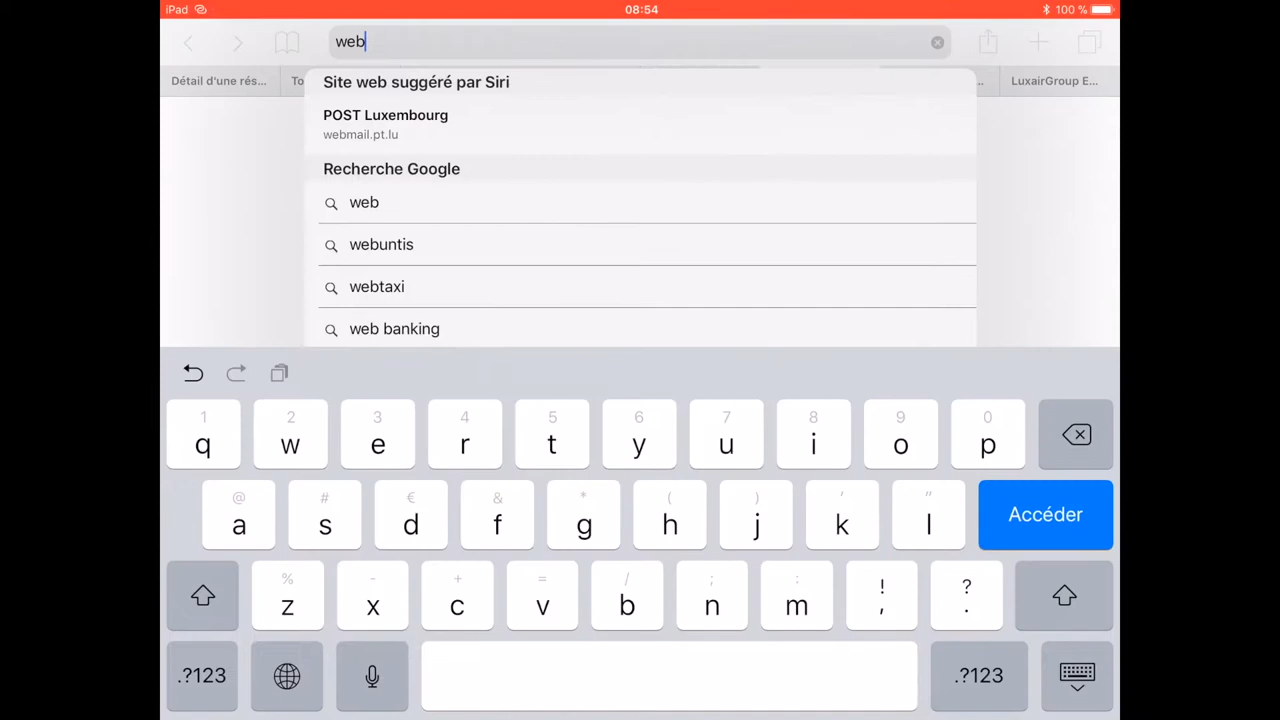 iPad 08:54 100 %
web
Détail d'une rés... To ... LuxairGroup E...
Site web suggéré par Siri
POST Luxembourg
webmail.pt.lu
Recherche Google
web
webuntis
webtaxi
web banking
1 2 3 4 5 6 7 8 9 0
q w e r t y u i o p
@ # € & * ( ) ' "
a s d f g h j k l Accéder
% - + = / ; : ! ?
z x c v b n m , .
.?123 .?123